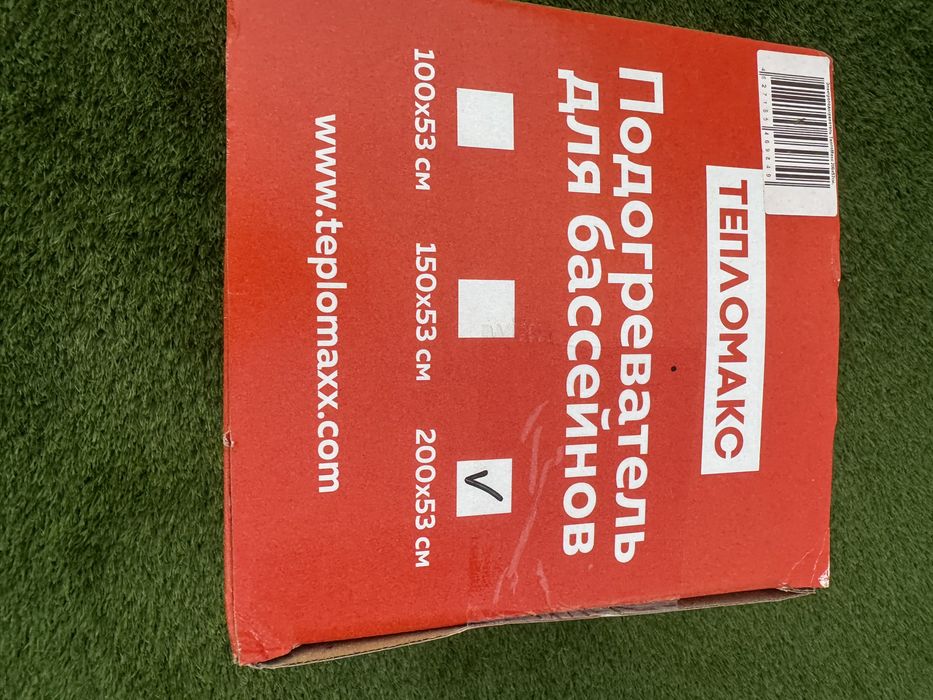 ТЕПЛОМАКС
Подогреватель
для бассейнов
100x53 см
150x53 см
200x53 см
www.teplomaxx.com